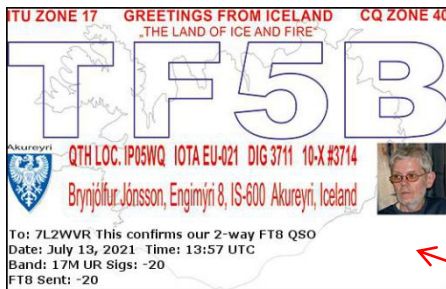 ITU ZONE 17 GREETINGS FROM ICELAND CQ ZONE 40
„THE LAND OF ICE AND FIRE"
TF5B
Akureyri
QTH LOC. IP05WQ IOTA EU-021 DIG 3711 10-X #3714
Brynjólfur Jónsson, Engimýri 8, IS-600 Akureyri, Iceland
To: 7L2WVR This confirms our 2-way FT8 QSO
Date: July 13, 2021 Time: 13:57 UTC
Band: 17M UR Sigs: -20
FT8 Sent: -20